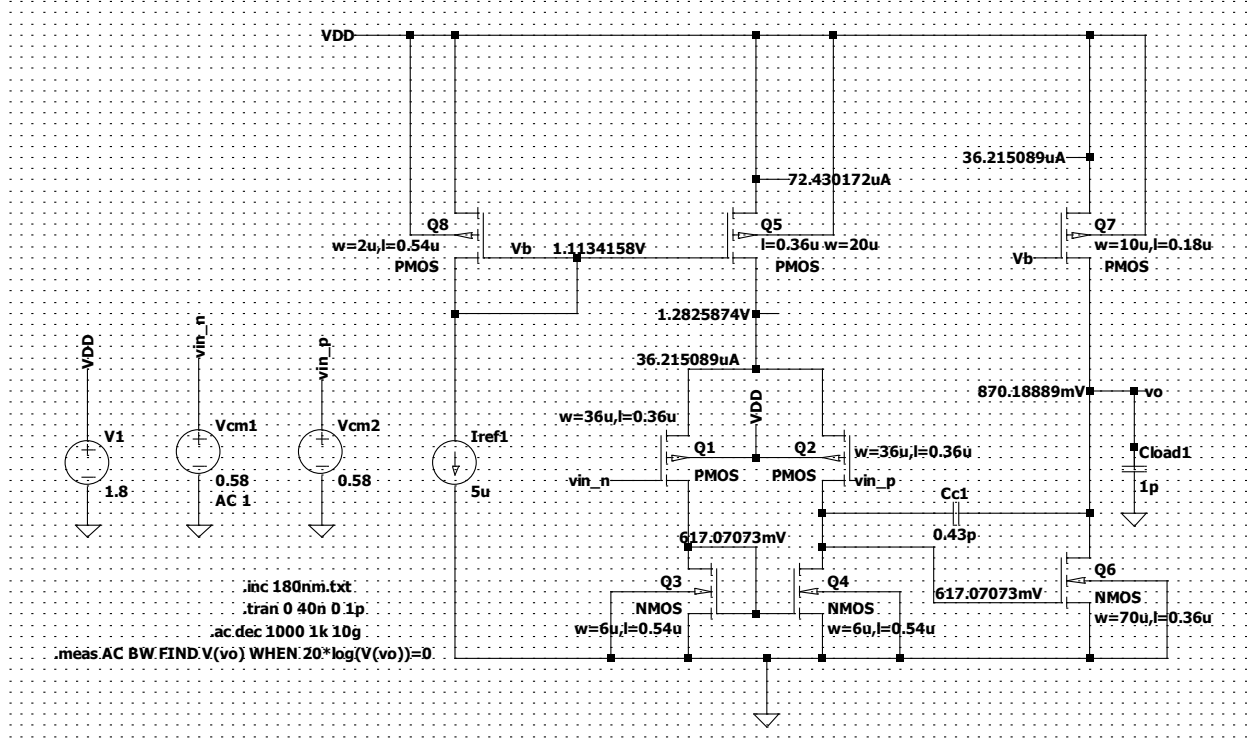 VDD
36.215089uA
72.430172uA
Q8
w=2u,l=0.54u
PMOS
Vb
1.1134158V
Q5
l=0.36u w=20u
PMOS
Q7
w=10u,l=0.18u
Vb
PMOS
1.2825874V
36.215089uA
870.18889mV
vo
VDD
vin_n
vin_p
VDD
w=36u,l=0.36u
V1
1.8
Vcm1
0.58
AC 1
Vcm2
0.58
Iref1
5u
Q1
PMOS
vin_n
Q2
w=36u,l=0.36u
PMOS
vin_p
Cload1
1p
Cc1
0.43p
617.07073mV
Q3
NMOS
w=6u,l=0.54u
Q4
NMOS
w=6u,l=0.54u
617.07073mV
Q6
NMOS
w=70u,l=0.36u
.inc 180nm.txt
.tran 0 40n 0 1p
.ac dec 1000 1k 10g
.meas AC BW FIND V(vo) WHEN 20*log(V(vo))=0